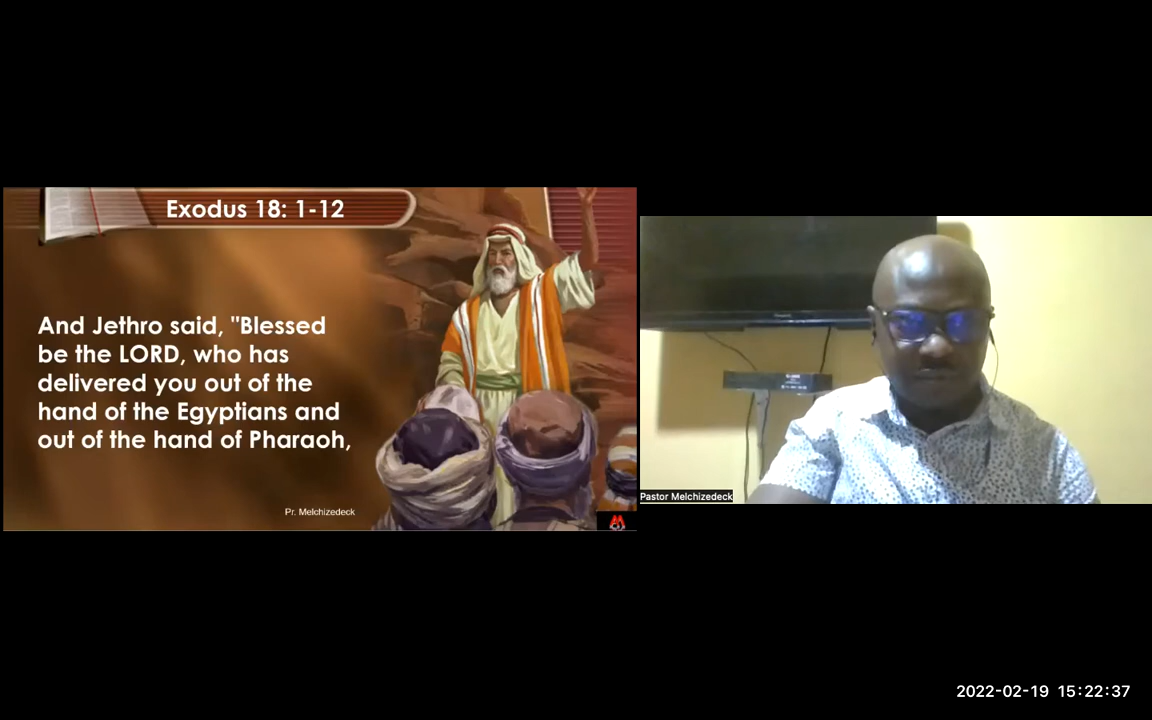 Exodus 18: 1-12
And Jethro said, "Blessed
be the LORD, who has
delivered you out of the
hand of the Egyptians and
out of the hand of Pharaoh,
Pr. Melchizedeck
Pastor Melchizedeck
2022-02-19 15:22:37